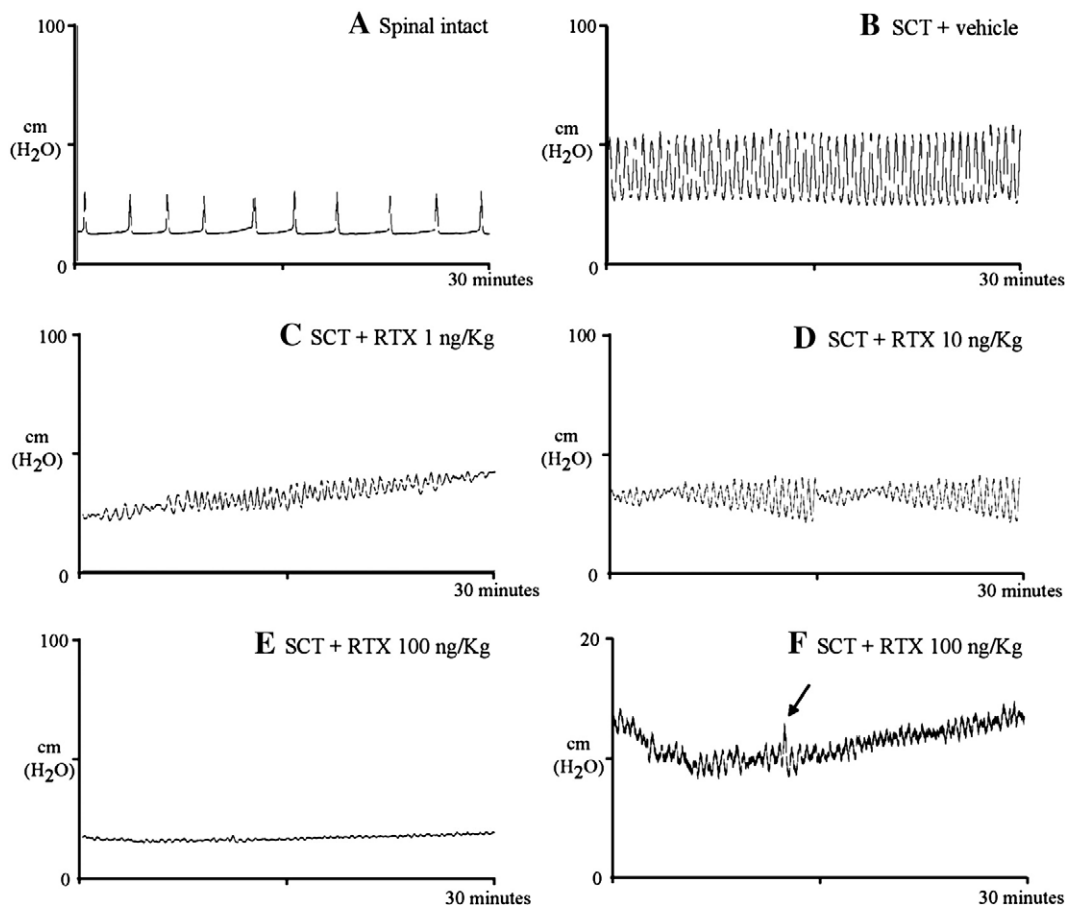 100
A Spinal intact
cm
(H2O)
0
30 minutes
100
B SCT + vehicle
cm
(H2O)
0
30 minutes
100
C SCT + RTX 1 ng/Kg
cm
(H2O)
0
30 minutes
100
D SCT + RTX 10 ng/Kg
cm
(H2O)
0
30 minutes
100
E SCT + RTX 100 ng/Kg
cm
(H2O)
0
30 minutes
20
F SCT + RTX 100 ng/Kg
cm
(H2O)
0
30 minutes